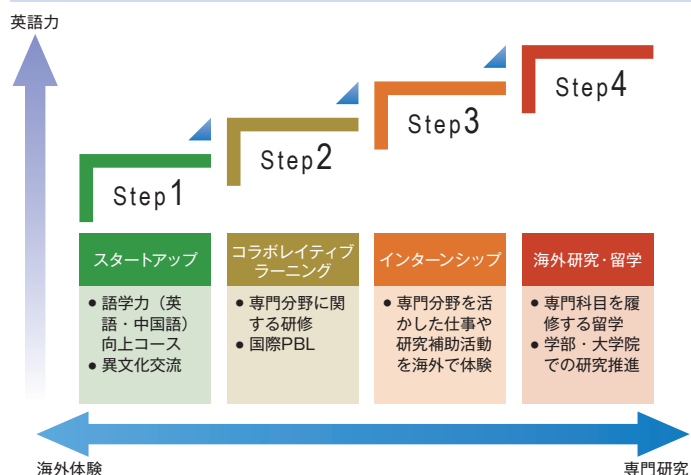 英語力
Step1
Step2
Step3
Step4
スタートアップ
● 語学力（英
語・中国語）
向上コース
● 異文化交流
コラボレイティブ
ラーニング
● 専門分野に関
する研修
● 国際PBL
インターンシップ
● 専門分野を活
かした仕事や
研究補助活動
を海外で体験
海外研究・留学
● 専門科目を履
修する留学
● 学部・大学院
での研究推進
海外体験
専門研究